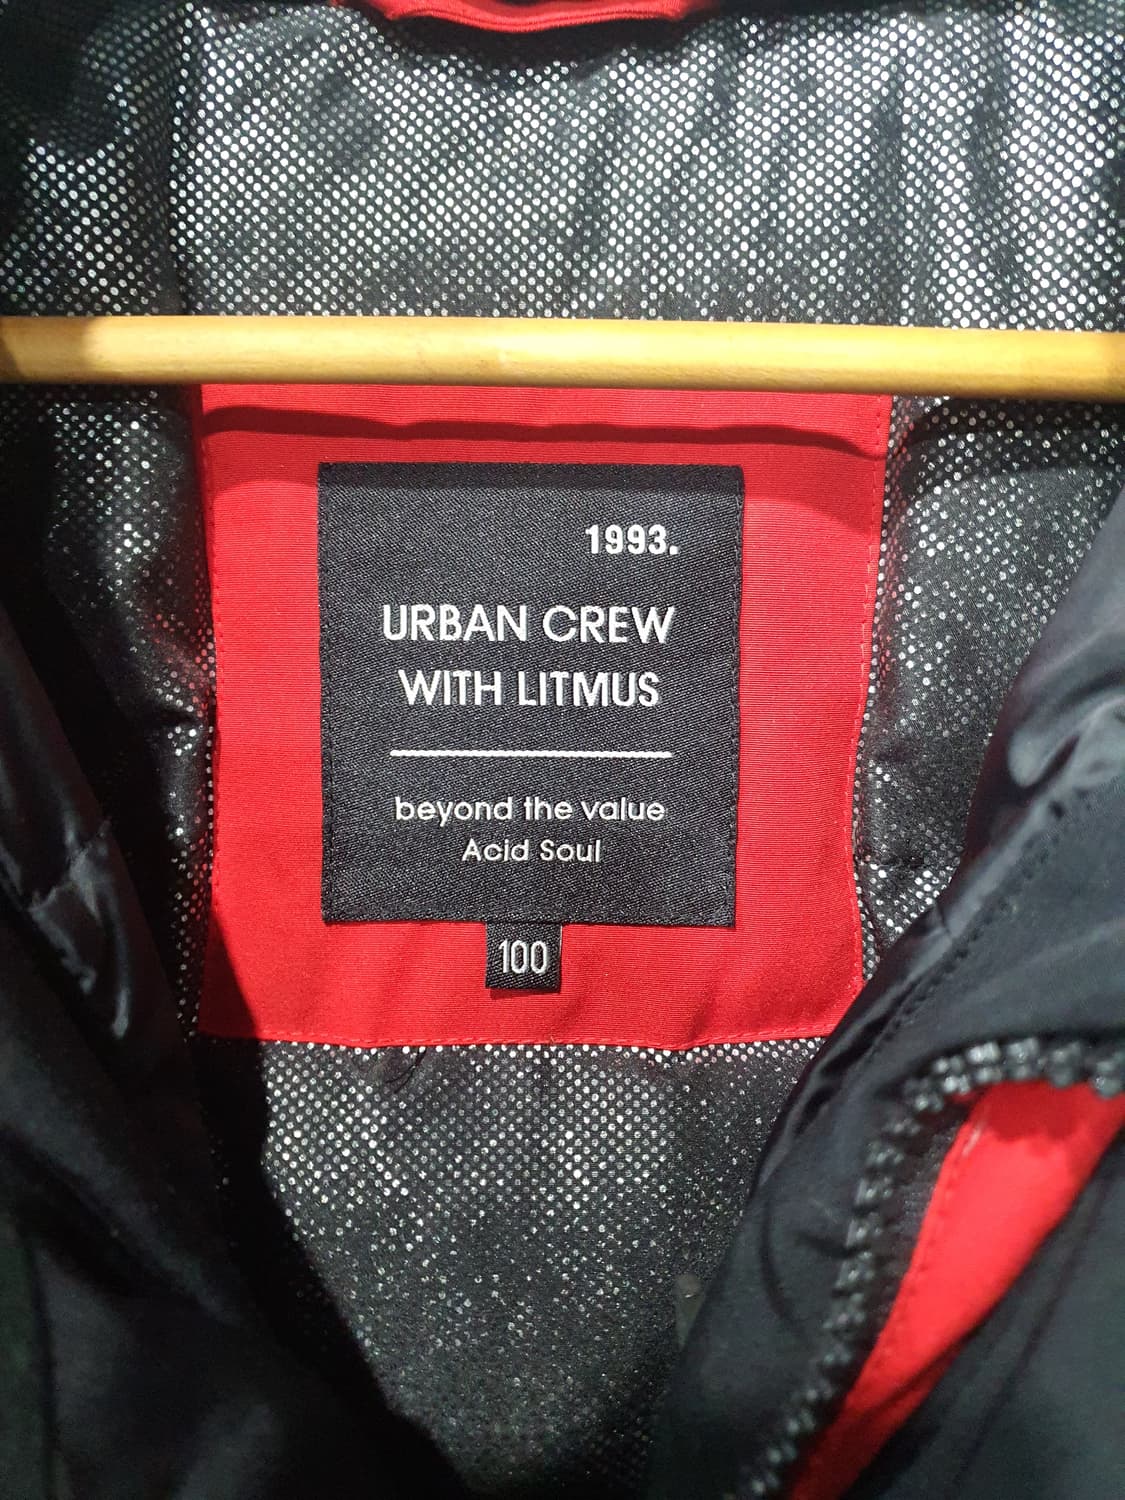 1993.
URBAN CREW
WITH LITMUS
beyond the value
Acid Soul
100